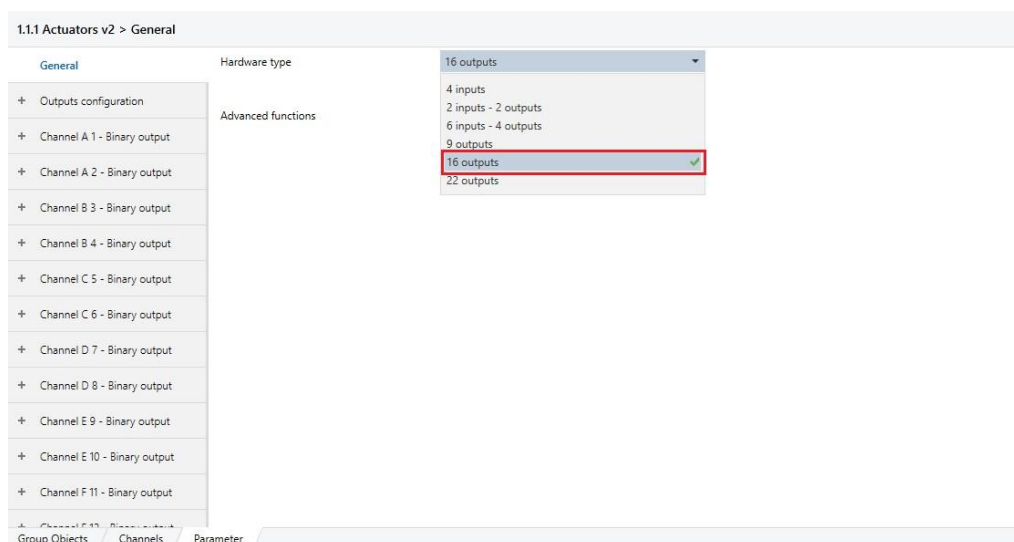 1.1.1 Actuators v2 > General
General
+ Outputs configuration
+ Channel A 1 - Binary output
+ Channel A 2 - Binary output
+ Channel B 3 - Binary output
+ Channel B 4 - Binary output
+ Channel C 5 - Binary output
+ Channel C 6 - Binary output
+ Channel D 7 - Binary output
+ Channel D 8 - Binary output
+ Channel E 9 - Binary output
+ Channel E 10 - Binary output
+ Channel F 11 - Binary output
+ Channel F 12 - Binary output
Hardware type
16 outputs
4 inputs
2 inputs - 2 outputs
6 inputs - 4 outputs
9 outputs
16 outputs
22 outputs
Advanced functions
Group Objects Channels Parameter